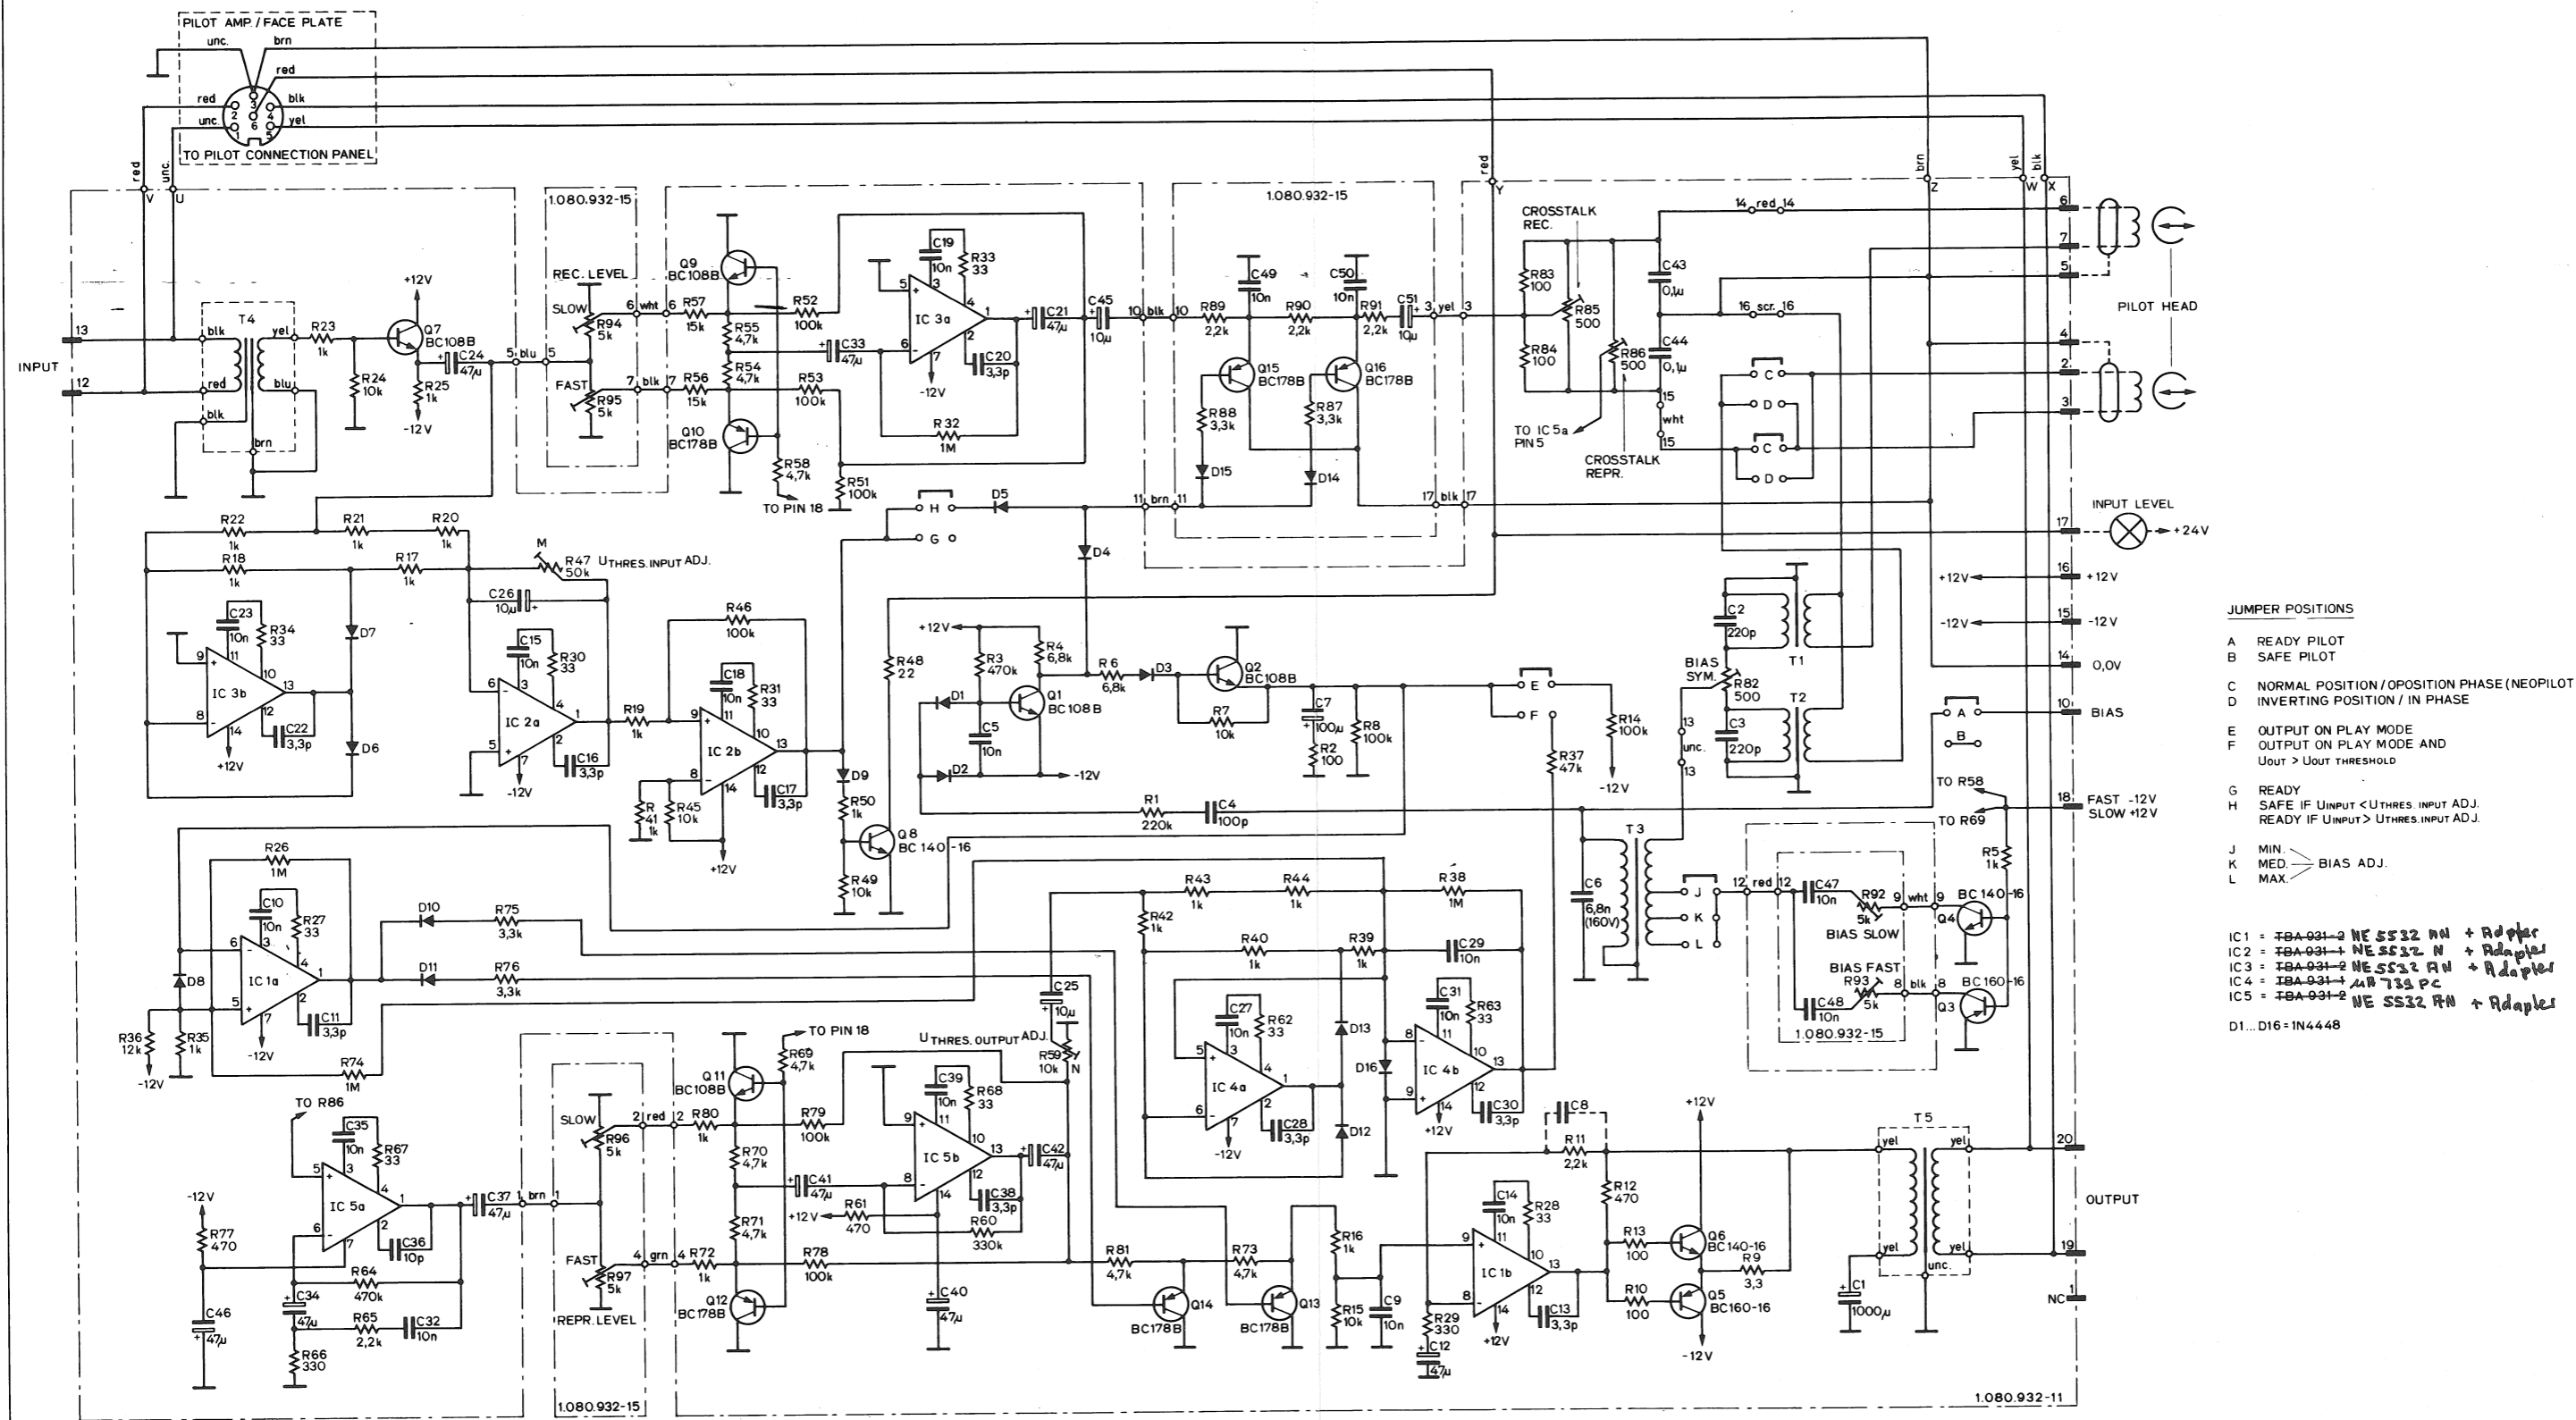 PILOT AMP. / FACE PLATE
unc. brn
red
red blk
unc. yel
3 2 4 6 1 5
TO PILOT CONNECTION PANEL
red unc. red brn yel blk
V U Y Z W X
1.080.932-15
1.080.932-15
INPUT
13
12
T4
blk yel
red blu
blk
brn
R23
1k
R24
10k
+12V
Q7
BC108B
C24
47µ
R25
1k
-12V
5 blu 5
REC. LEVEL
SLOW
R94
5k
FAST
R95
5k
6 wht 6
7 blk 7
R57
15k
R56
15k
Q9
BC108B
R55
4,7k
R54
4,7k
Q10
BC178B
R52
100k
R53
100k
R58
4,7k
TO PIN 18
R51
100k
C33
47µ
C19
10n
R33
33
IC 3a
C20
3,3p
-12V
R32
1M
C21
47µ
C45
10µ
10 blk 10
R89
2,2k
C49
10n
R90
2,2k
C50
10n
R91
2,2k
C51
10µ
3 yel 3
Q15
BC178B
Q16
BC178B
R88
3,3k
R87
3,3k
D15
D14
11 brn 11
17 blk 17
CROSSTALK
REC.
R83
100
R84
100
R85
500
R86
500
C43
0,1µ
C44
0,1µ
14 red 14
16 scr. 16
15
wht
15
TO IC 5a
PIN 5
CROSSTALK
REPR.
C
D
C
D
6
7
5
4
2
3
PILOT HEAD
INPUT LEVEL
17
+24V
+12V 16 +12V
-12V 15 -12V
14 0,0V
10 BIAS
18 FAST -12V
SLOW +12V
R22
1k
R21
1k
R20
1k
R18
1k
R17
1k
M
R47
50k
UTHRES. INPUT ADJ.
C26
10µ
C23
10n
R34
33
IC 3b
C22
3,3p
+12V
D7
D6
C15
10n
R30
33
IC 2a
C16
3,3p
-12V
R19
1k
R46
100k
C18
10n
R31
33
IC 2b
C17
3,3p
R
41
1k
R45
10k
+12V
H
G
D5
D4
D9
R50
1k
R49
10k
Q8
BC 140-16
R48
22
+12V
R3
470k
R4
6,8k
D1
Q1
BC108 B
C5
10n
D2
-12V
R6
6,8k
D3
Q2
BC108B
R7
10k
C7
100µ
R2
100
R8
100k
E
F
R14
100k
-12V
R37
47k
R1
220k
C4
100p
C2
220p
T1
BIAS
SYM.
R82
500
T2
C3
220p
13
unc.
13
A
B
TO R58
TO R69
R5
1k
T3
C6
6,8n
(160V)
J
K
L
12 red 12
C47
10n
R92
5k
BIAS SLOW
9 wht 9
BC 140-16
Q4
BIAS FAST
R93
5k
C48
10n
8 blk 8
BC 160-16
Q3
1.080.932-15
JUMPER POSITIONS
A READY PILOT
B SAFE PILOT
C NORMAL POSITION / OPOSITION PHASE (NEOPILOT
D INVERTING POSITION / IN PHASE
E OUTPUT ON PLAY MODE
F OUTPUT ON PLAY MODE AND
UOUT > UOUT THRESHOLD
G READY
H SAFE IF UINPUT < UTHRES. INPUT ADJ.
READY IF UINPUT > UTHRES. INPUT ADJ.
J MIN.
K MED. BIAS ADJ.
L MAX.
IC1 = TBA 931-2 NE 5532 AN + Adpter
IC2 = TBA 931-1 NE 5532 N + Adapter
IC3 = TBA 931-2 NE 5532 AN + Adapter
IC4 = TBA 931-1 µA 739 PC
IC5 = TBA 931-2 NE 5532 AN + Adapter
D1...D16 = 1N4448
R26
1M
C10
10n
R27
33
IC 1a
C11
3,3p
-12V
D8
R36
12k
-12V
R35
1k
R74
1M
D10
R75
3,3k
D11
R76
3,3k
TO R86
C35
10n
R67
33
IC 5a
C36
10p
-12V
R77
470
C46
47µ
R64
470k
C34
47µ
R65
2,2k
C32
10n
R66
330
C37
47µ
1 brn 1
SLOW
R96
5k
FAST
R97
5k
REPR. LEVEL
1.080.932-15
2 red 2
4 grn 4
R80
1k
R72
1k
Q11
BC108B
R69
4,7k
TO PIN 18
R70
4,7k
R71
4,7k
Q12
BC178B
R79
100k
R78
100k
C41
47µ
+12V
R61
470
C39
10n
R68
33
IC 5b
C38
3,3p
R60
330k
C40
47µ
C42
47µ
UTHRES. OUTPUT ADJ.
R59
10k
N
C25
10µ
R43
1k
R44
1k
R38
1M
R42
1k
R40
1k
R39
1k
C29
10n
C27
10n
R62
33
IC 4a
C28
3,3p
-12V
D13
D12
D16
C31
10n
R63
33
IC 4b
C30
3,3p
+12V
R81
4,7k
R73
4,7k
Q14
BC178B
Q13
BC178B
R16
1k
R15
10k
C9
10n
C8
R11
2,2k
R12
470
C14
10n
R28
33
IC 1b
C13
3,3p
+12V
R29
330
C12
47µ
R13
100
R10
100
+12V
Q6
BC140-16
R9
3,3
Q5
BC160-16
-12V
T5
yel yel
yel yel
unc.
C1
1000µ
20
OUTPUT
19
NC 1
1.080.932-11